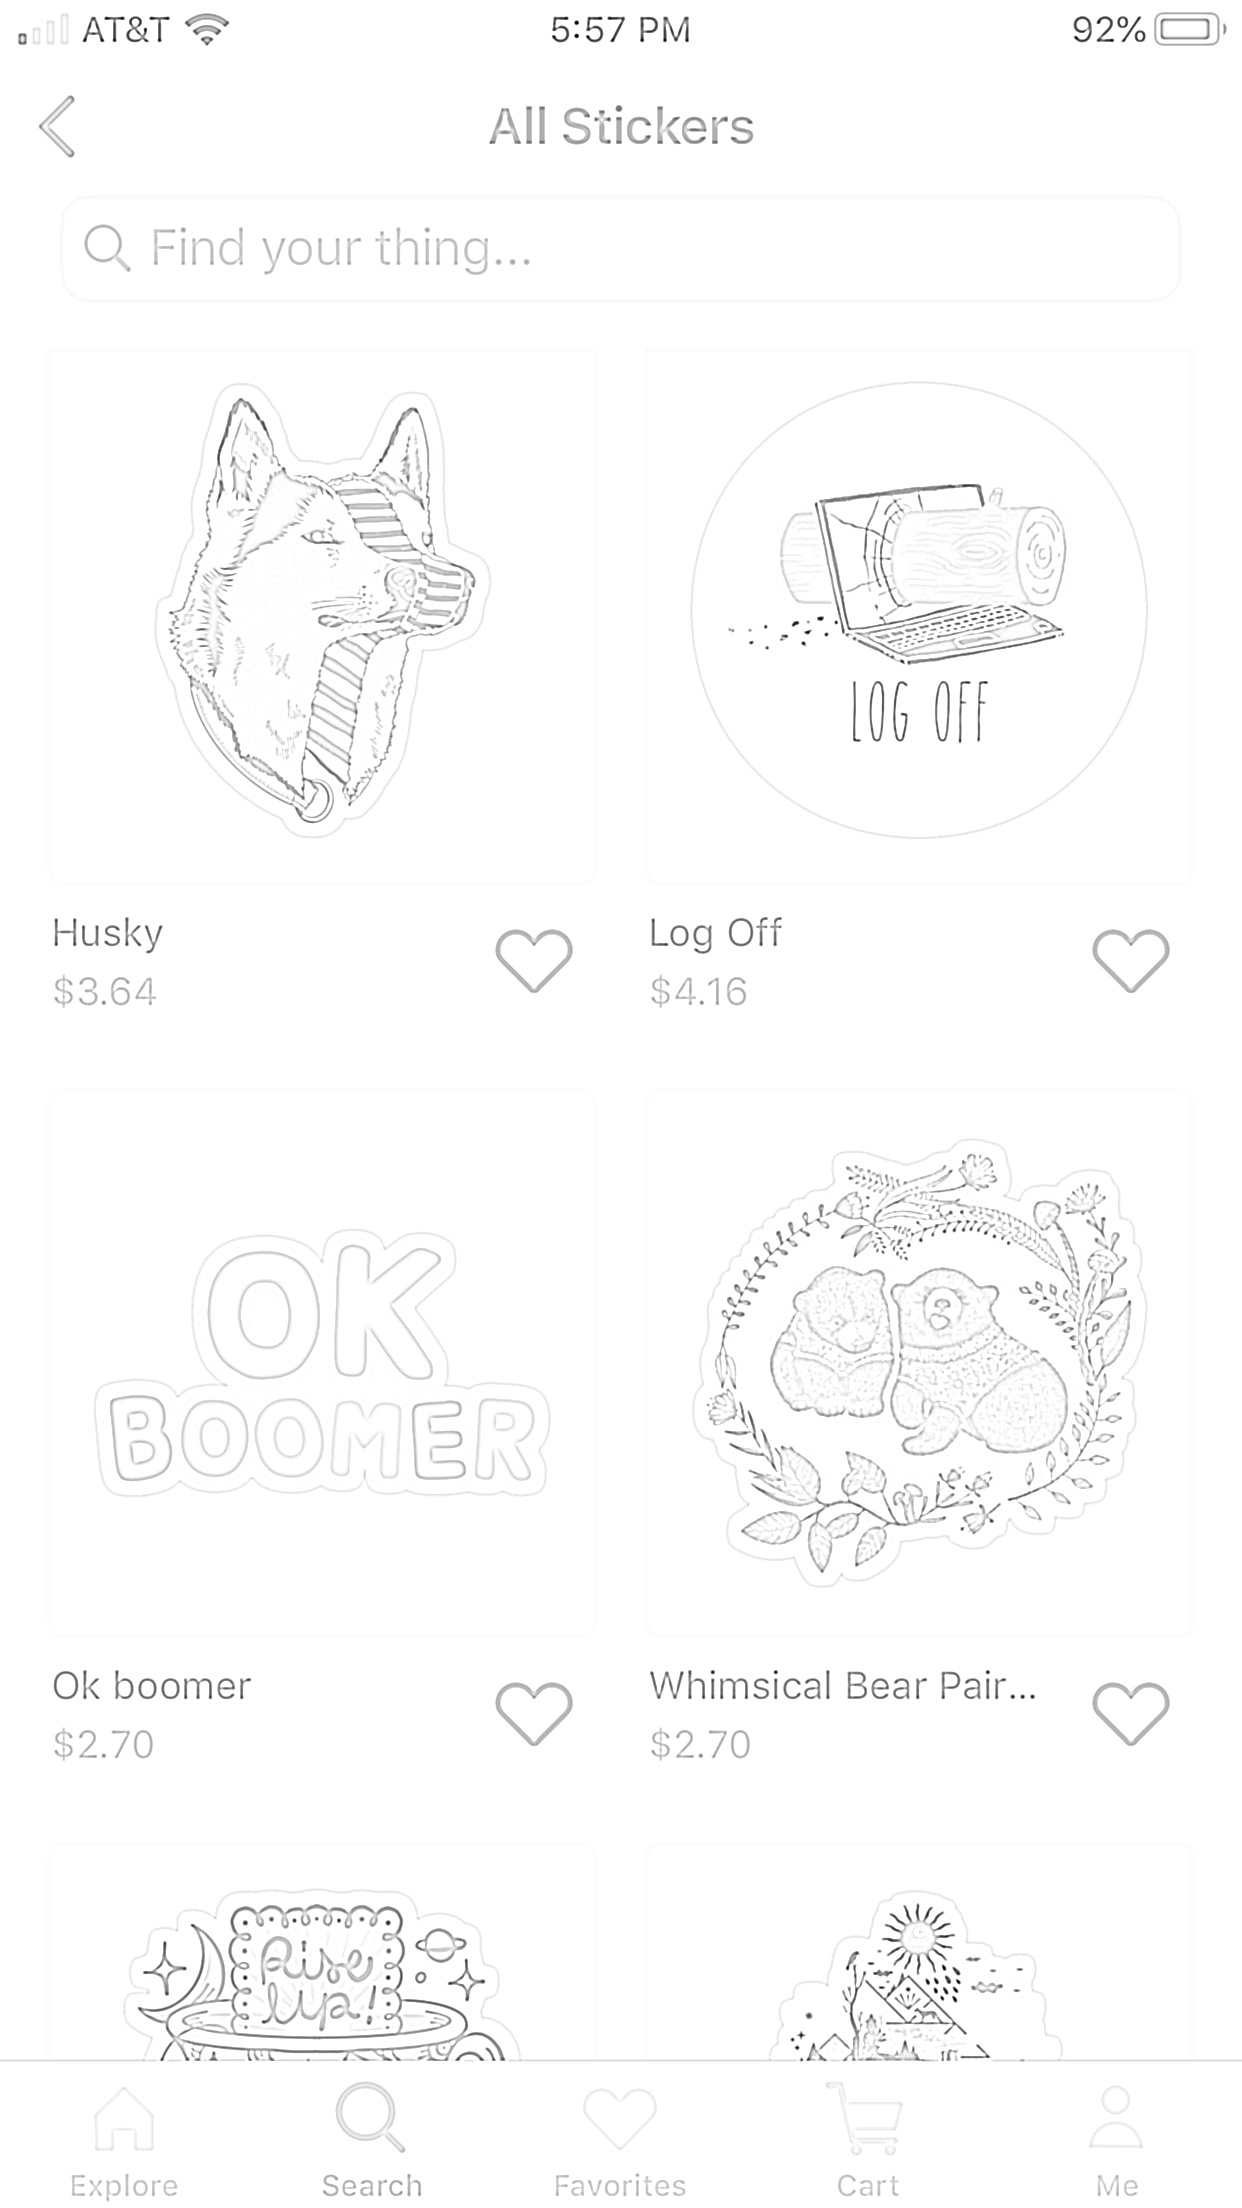 AT&T 5:57 PM 92%
All Stickers
Find your thing...
LOG OFF
Husky
Log Off
$3.64
$4.16
OK
BOOMER
Ok boomer
Whimsical Bear Pair...
$2.70
$2.70
Rise
Up!
Explore Search Favorites Cart Me